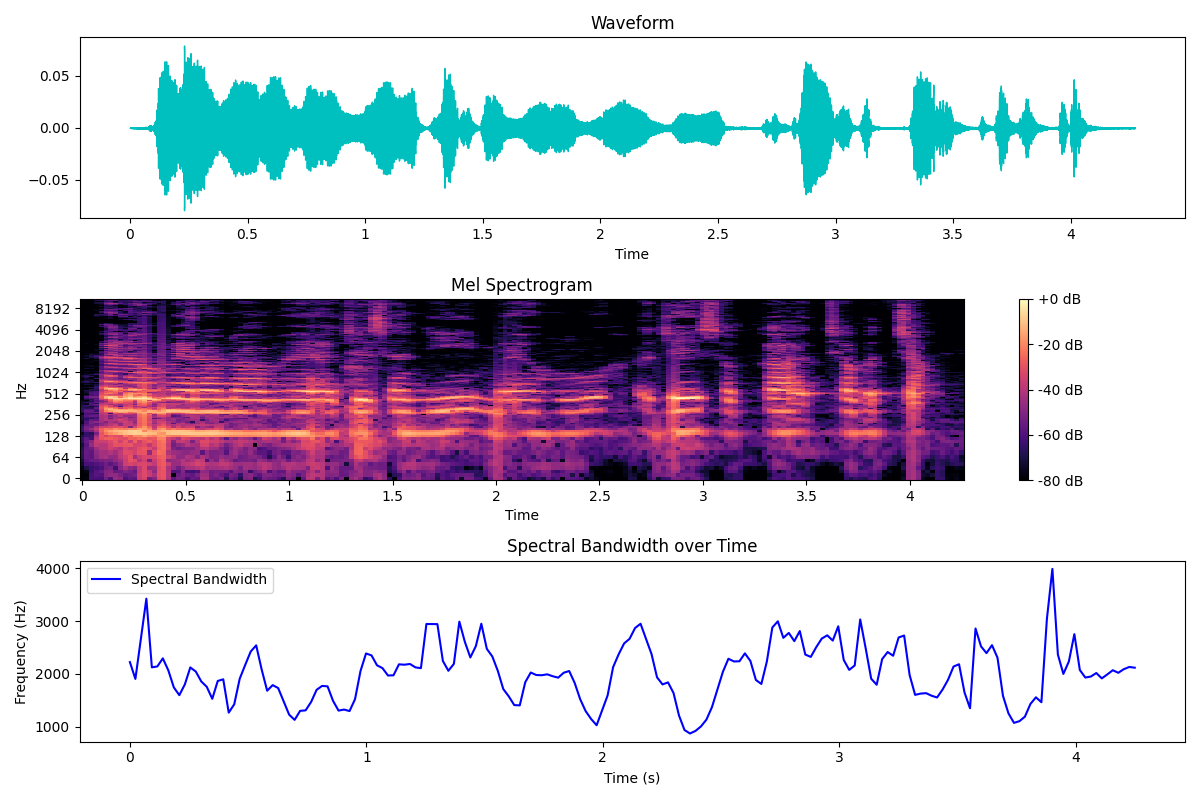 Waveform
0.05
0.00
−0.05
0 0.5 1 1.5 2 2.5 3 3.5 4
Time
Mel Spectrogram
8192
4096
2048
1024
512
256
128
64
0
Hz
0 0.5 1 1.5 2 2.5 3 3.5 4
Time
+0 dB
-20 dB
-40 dB
-60 dB
-80 dB
Spectral Bandwidth over Time
Spectral Bandwidth
4000
3000
2000
1000
Frequency (Hz)
0 1 2 3 4
Time (s)